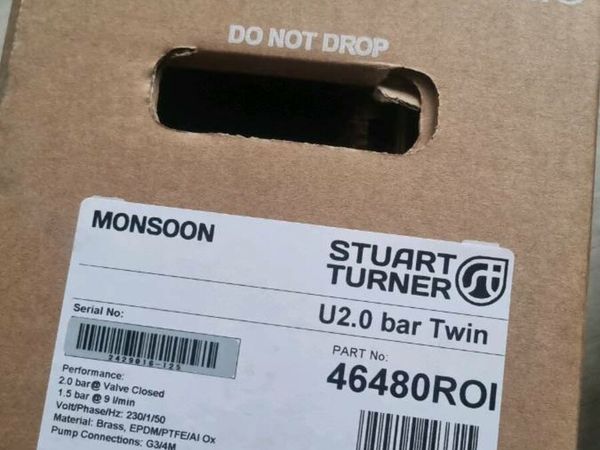 DO NOT DROP
MONSOON
STUART
TURNER
U2.0 bar Twin
Serial No:
2429016-125
PART No:
46480ROI
Performance:
2.0 bar@ Valve Closed
1.5 bar @ 9 l/min
Volt/Phase/Hz: 230/1/50
Material: Brass, EPDM/PTFE/Al Ox
Pump Connections: G3/4M